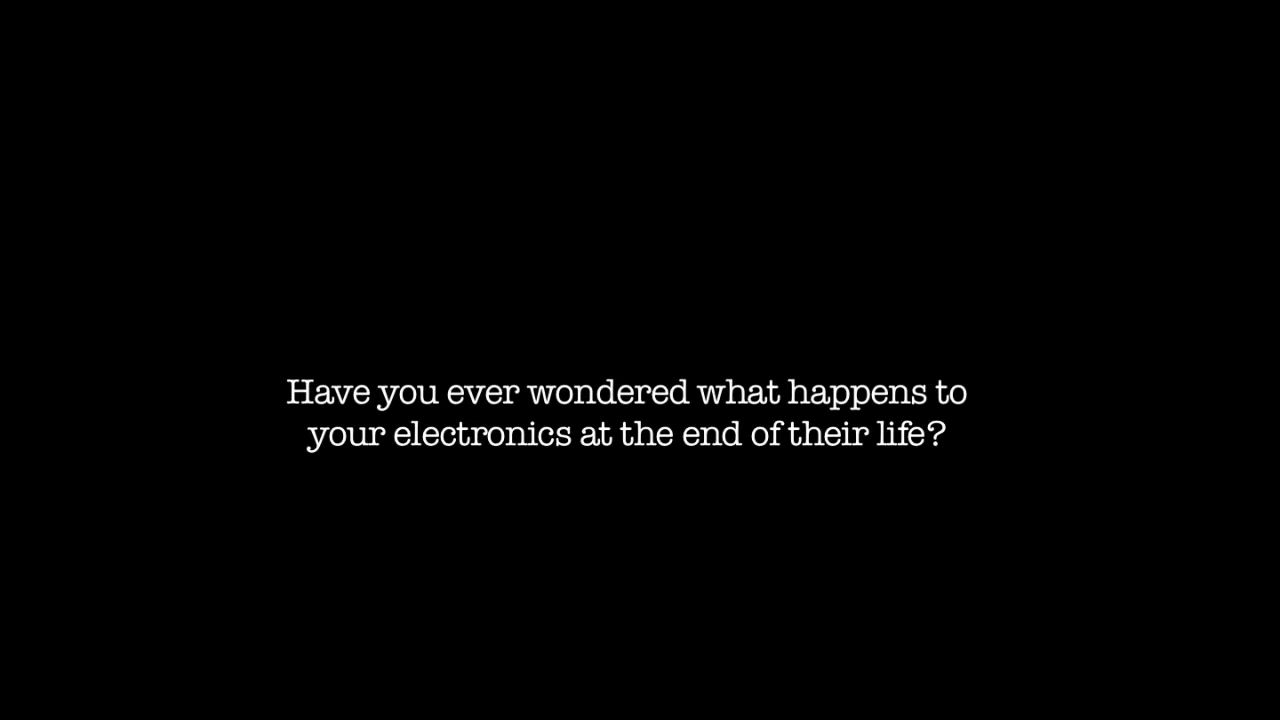 Have you ever wondered what happens to
your electronics at the end of their life?